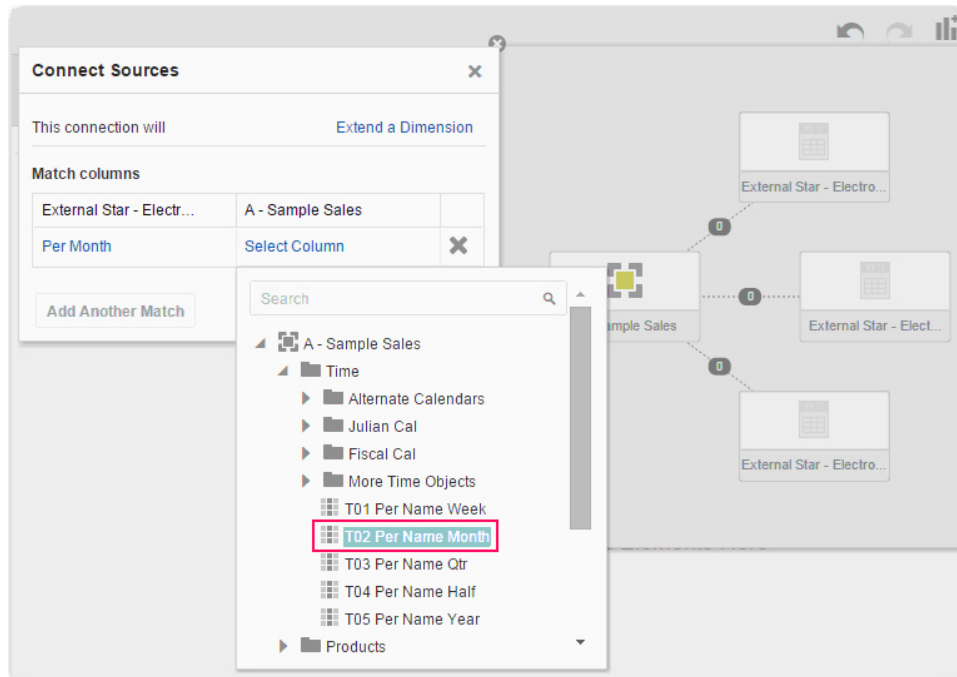 Connect Sources
This connection will Extend a Dimension
Match columns
External Star - Electr... A - Sample Sales
Per Month Select Column
Add Another Match
Search
A - Sample Sales
Time
Alternate Calendars
Julian Cal
Fiscal Cal
More Time Objects
T01 Per Name Week
T02 Per Name Month
T03 Per Name Qtr
T04 Per Name Half
T05 Per Name Year
Products
External Star - Electro...
0
ample Sales
0
External Star - Elect...
0
External Star - Electro...